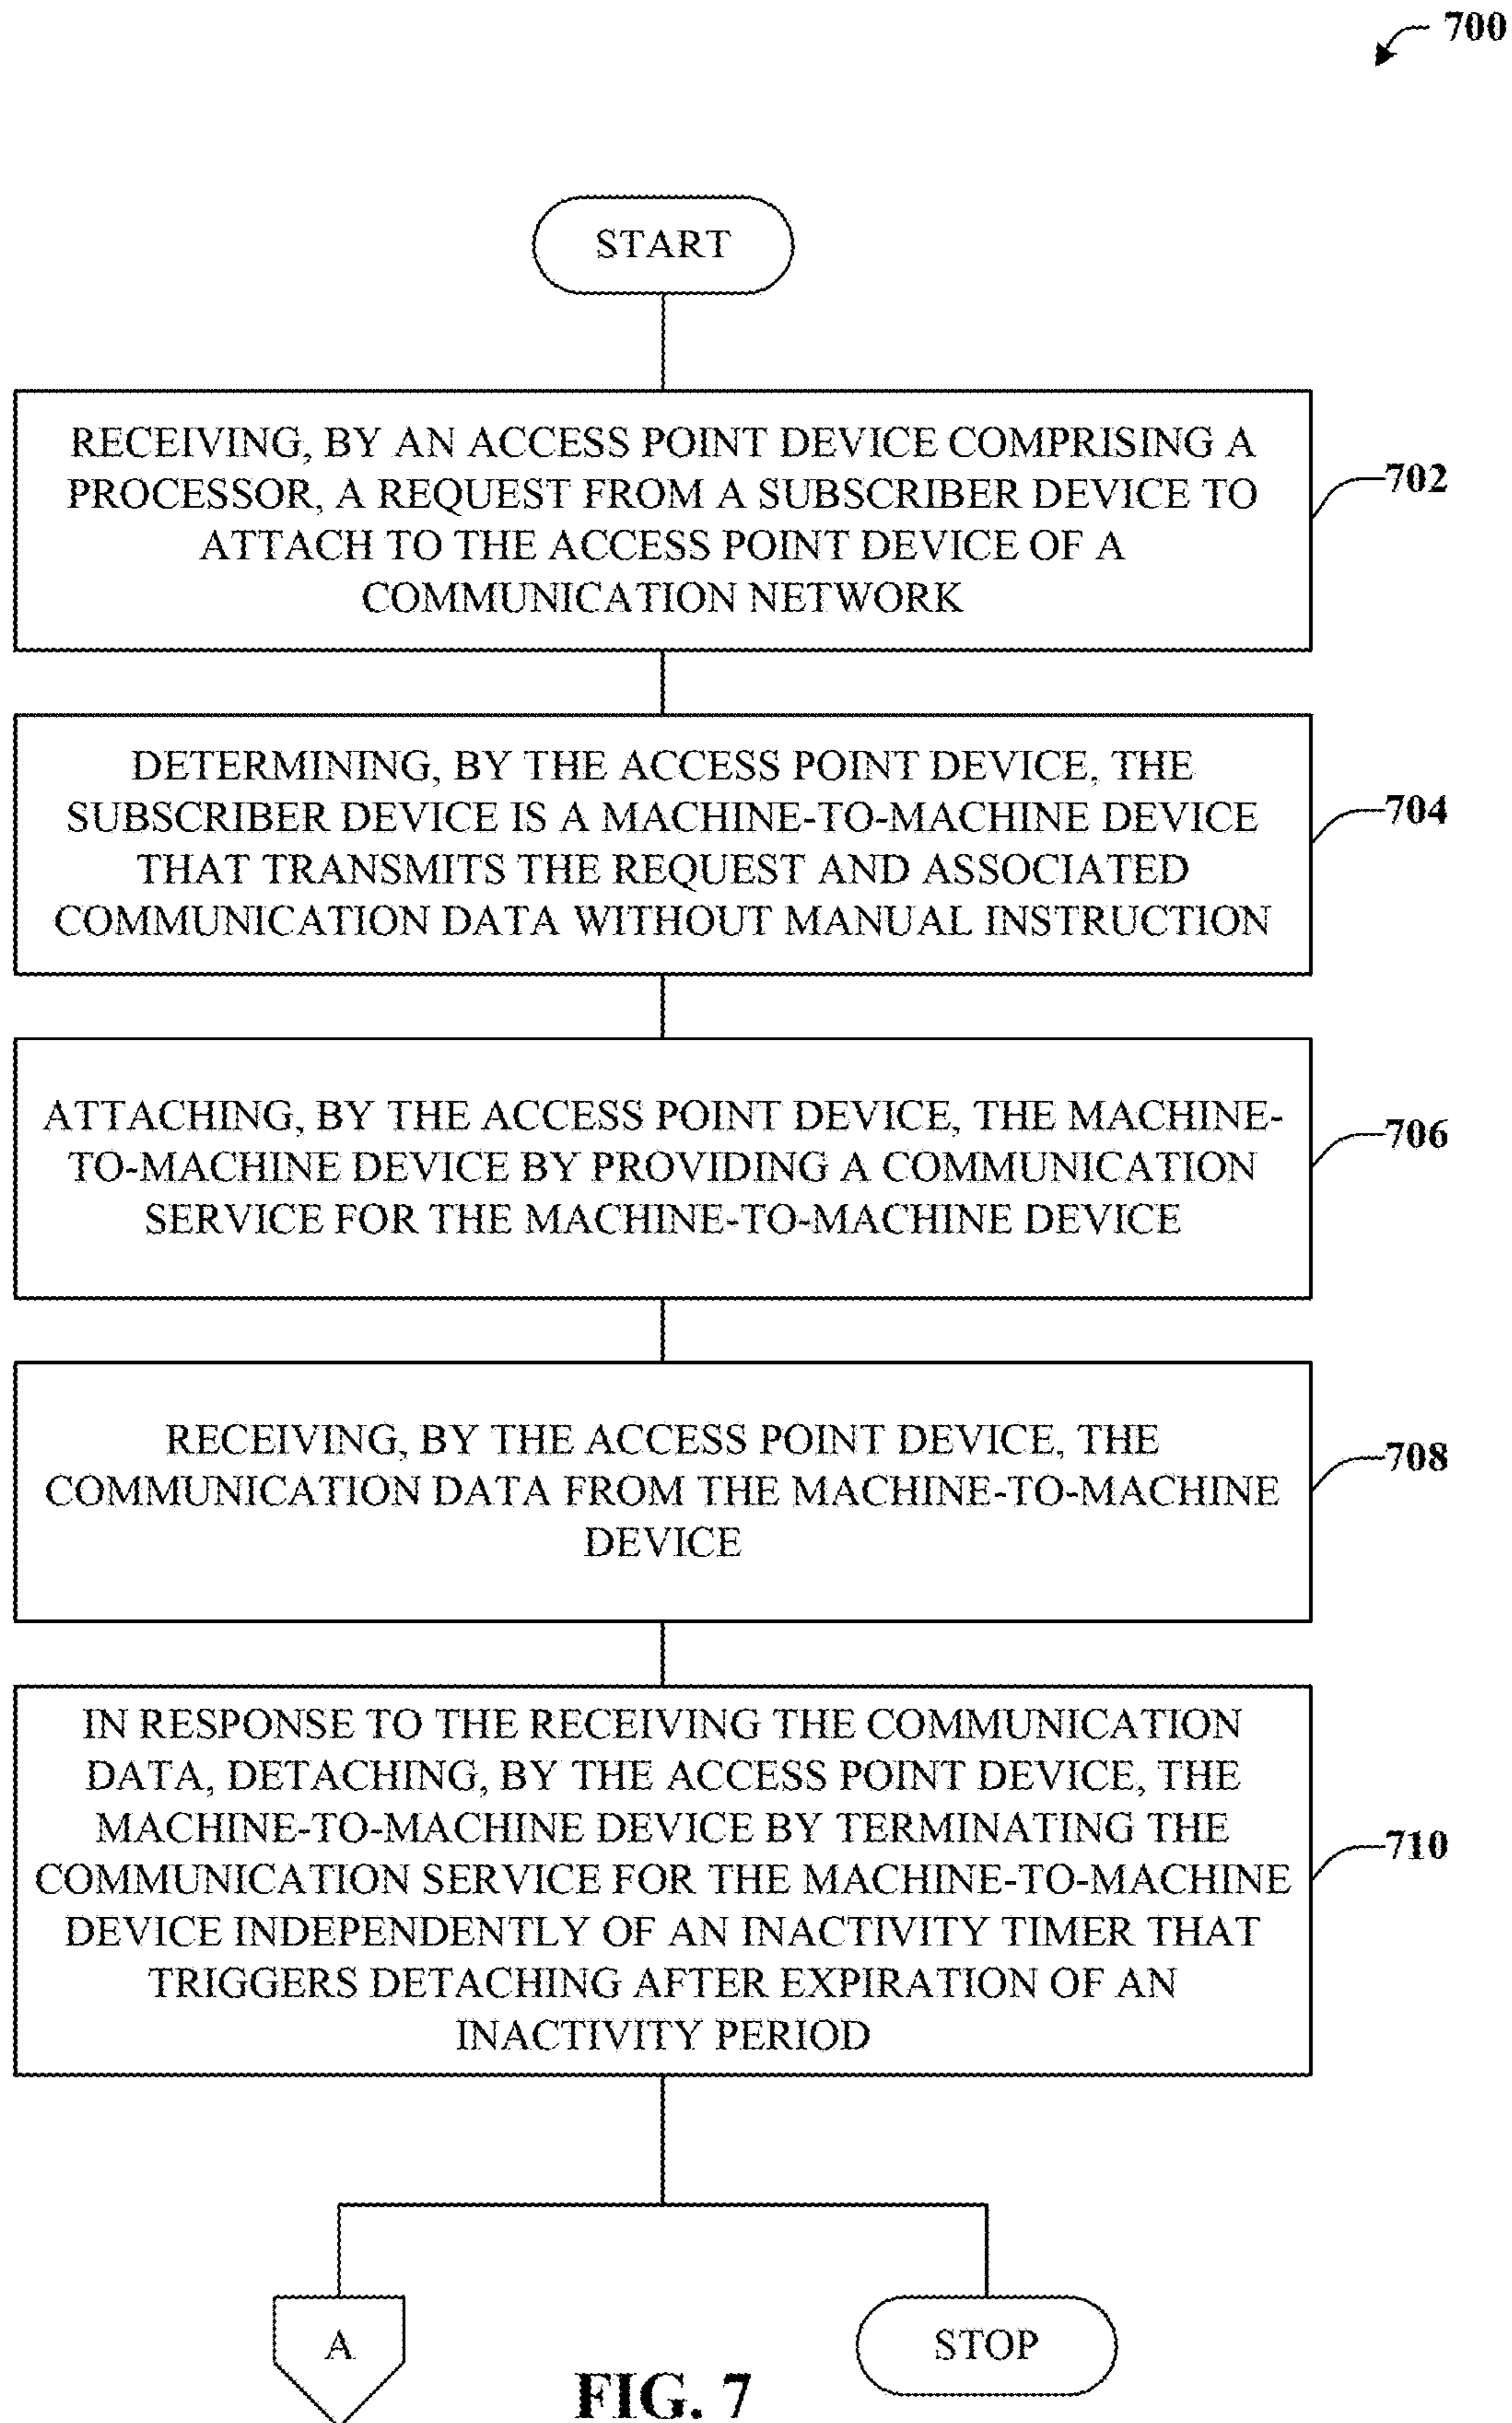 700
START
RECEIVING, BY AN ACCESS POINT DEVICE COMPRISING A
PROCESSOR, A REQUEST FROM A SUBSCRIBER DEVICE TO
ATTACH TO THE ACCESS POINT DEVICE OF A
COMMUNICATION NETWORK
702
DETERMINING, BY THE ACCESS POINT DEVICE, THE
SUBSCRIBER DEVICE IS A MACHINE-TO-MACHINE DEVICE
THAT TRANSMITS THE REQUEST AND ASSOCIATED
COMMUNICATION DATA WITHOUT MANUAL INSTRUCTION
704
ATTACHING, BY THE ACCESS POINT DEVICE, THE MACHINE-
TO-MACHINE DEVICE BY PROVIDING A COMMUNICATION
SERVICE FOR THE MACHINE-TO-MACHINE DEVICE
706
RECEIVING, BY THE ACCESS POINT DEVICE, THE
COMMUNICATION DATA FROM THE MACHINE-TO-MACHINE
DEVICE
708
IN RESPONSE TO THE RECEIVING THE COMMUNICATION
DATA, DETACHING, BY THE ACCESS POINT DEVICE, THE
MACHINE-TO-MACHINE DEVICE BY TERMINATING THE
COMMUNICATION SERVICE FOR THE MACHINE-TO-MACHINE
DEVICE INDEPENDENTLY OF AN INACTIVITY TIMER THAT
TRIGGERS DETACHING AFTER EXPIRATION OF AN
INACTIVITY PERIOD
710
A
STOP
FIG. 7